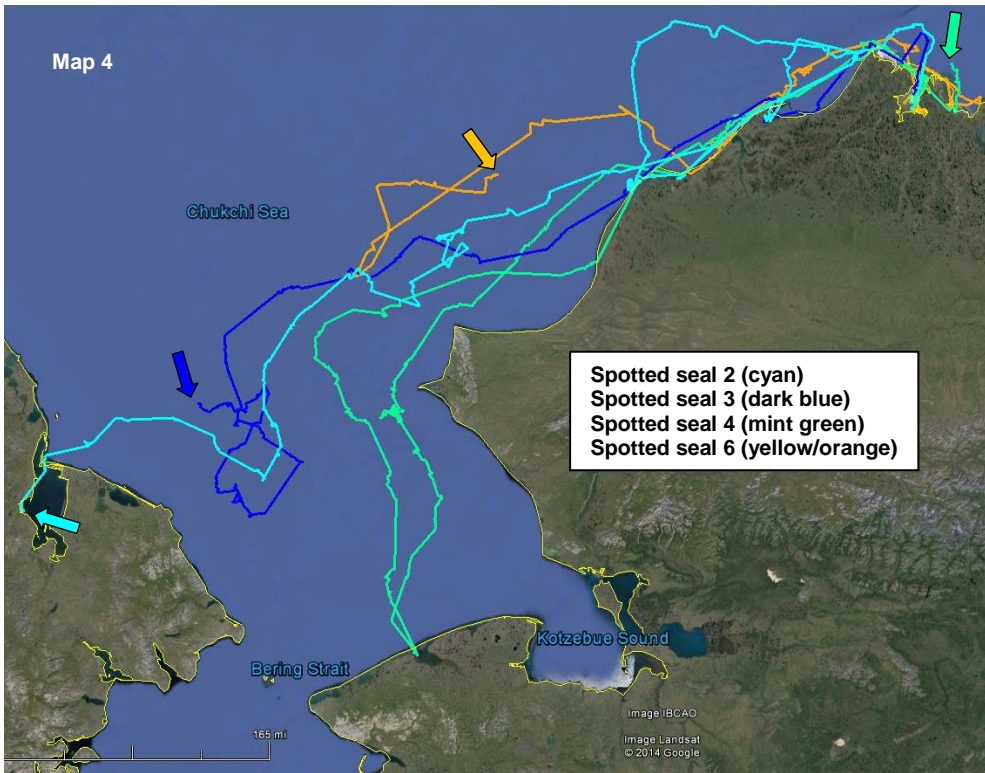 Map 4
Chukchi Sea
Spotted seal 2 (cyan)
Spotted seal 3 (dark blue)
Spotted seal 4 (mint green)
Spotted seal 6 (yellow/orange)
Kotzebue Sound
Bering Strait
Image IBCAO
165 mi
Image Landsat
© 2014 Google